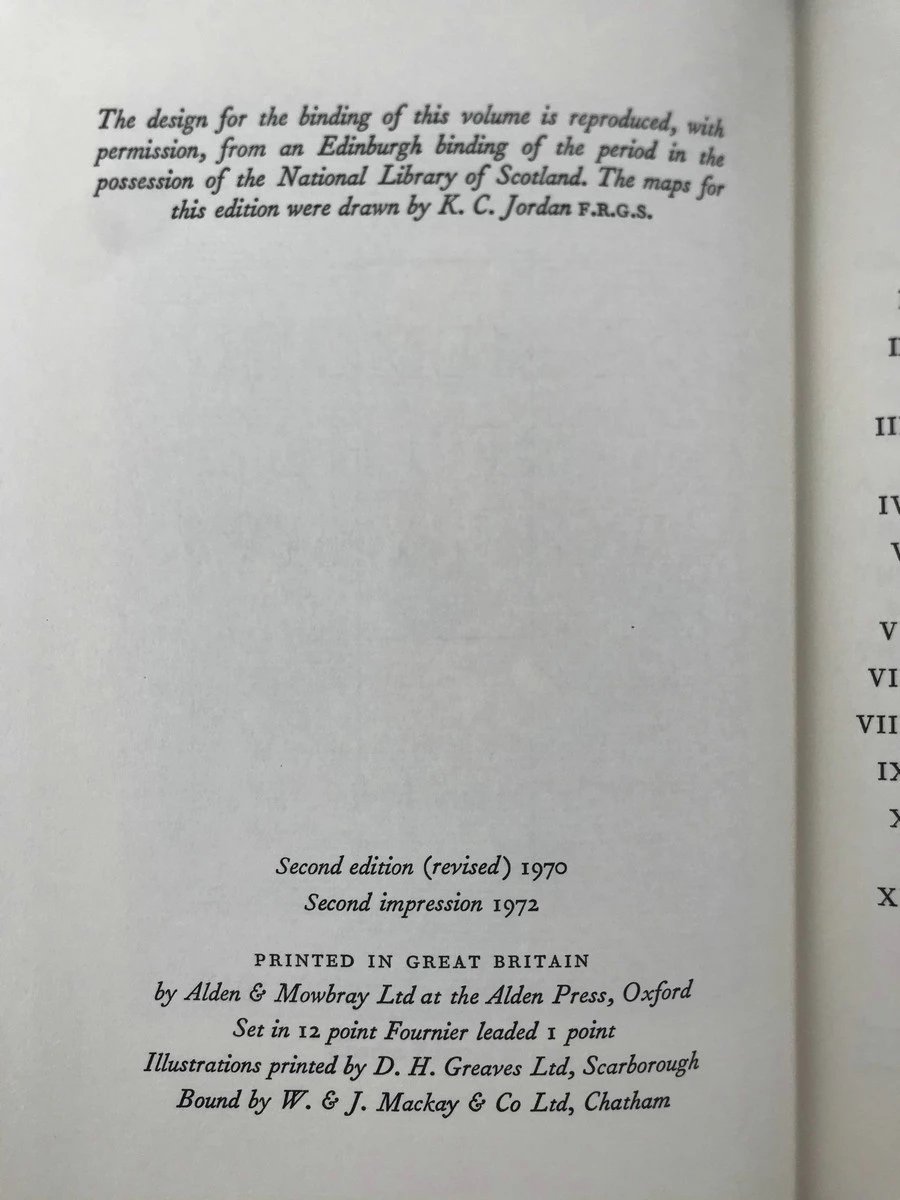 The design for the binding of this volume is reproduced, with
permission, from an Edinburgh binding of the period in the
possession of the National Library of Scotland. The maps for
this edition were drawn by K. C. Jordan F.R.G.S.
Second edition (revised) 1970
Second impression 1972
PRINTED IN GREAT BRITAIN
by Alden & Mowbray Ltd at the Alden Press, Oxford
Set in 12 point Fournier leaded 1 point
Illustrations printed by D. H. Greaves Ltd, Scarborough
Bound by W. & J. Mackay & Co Ltd, Chatham